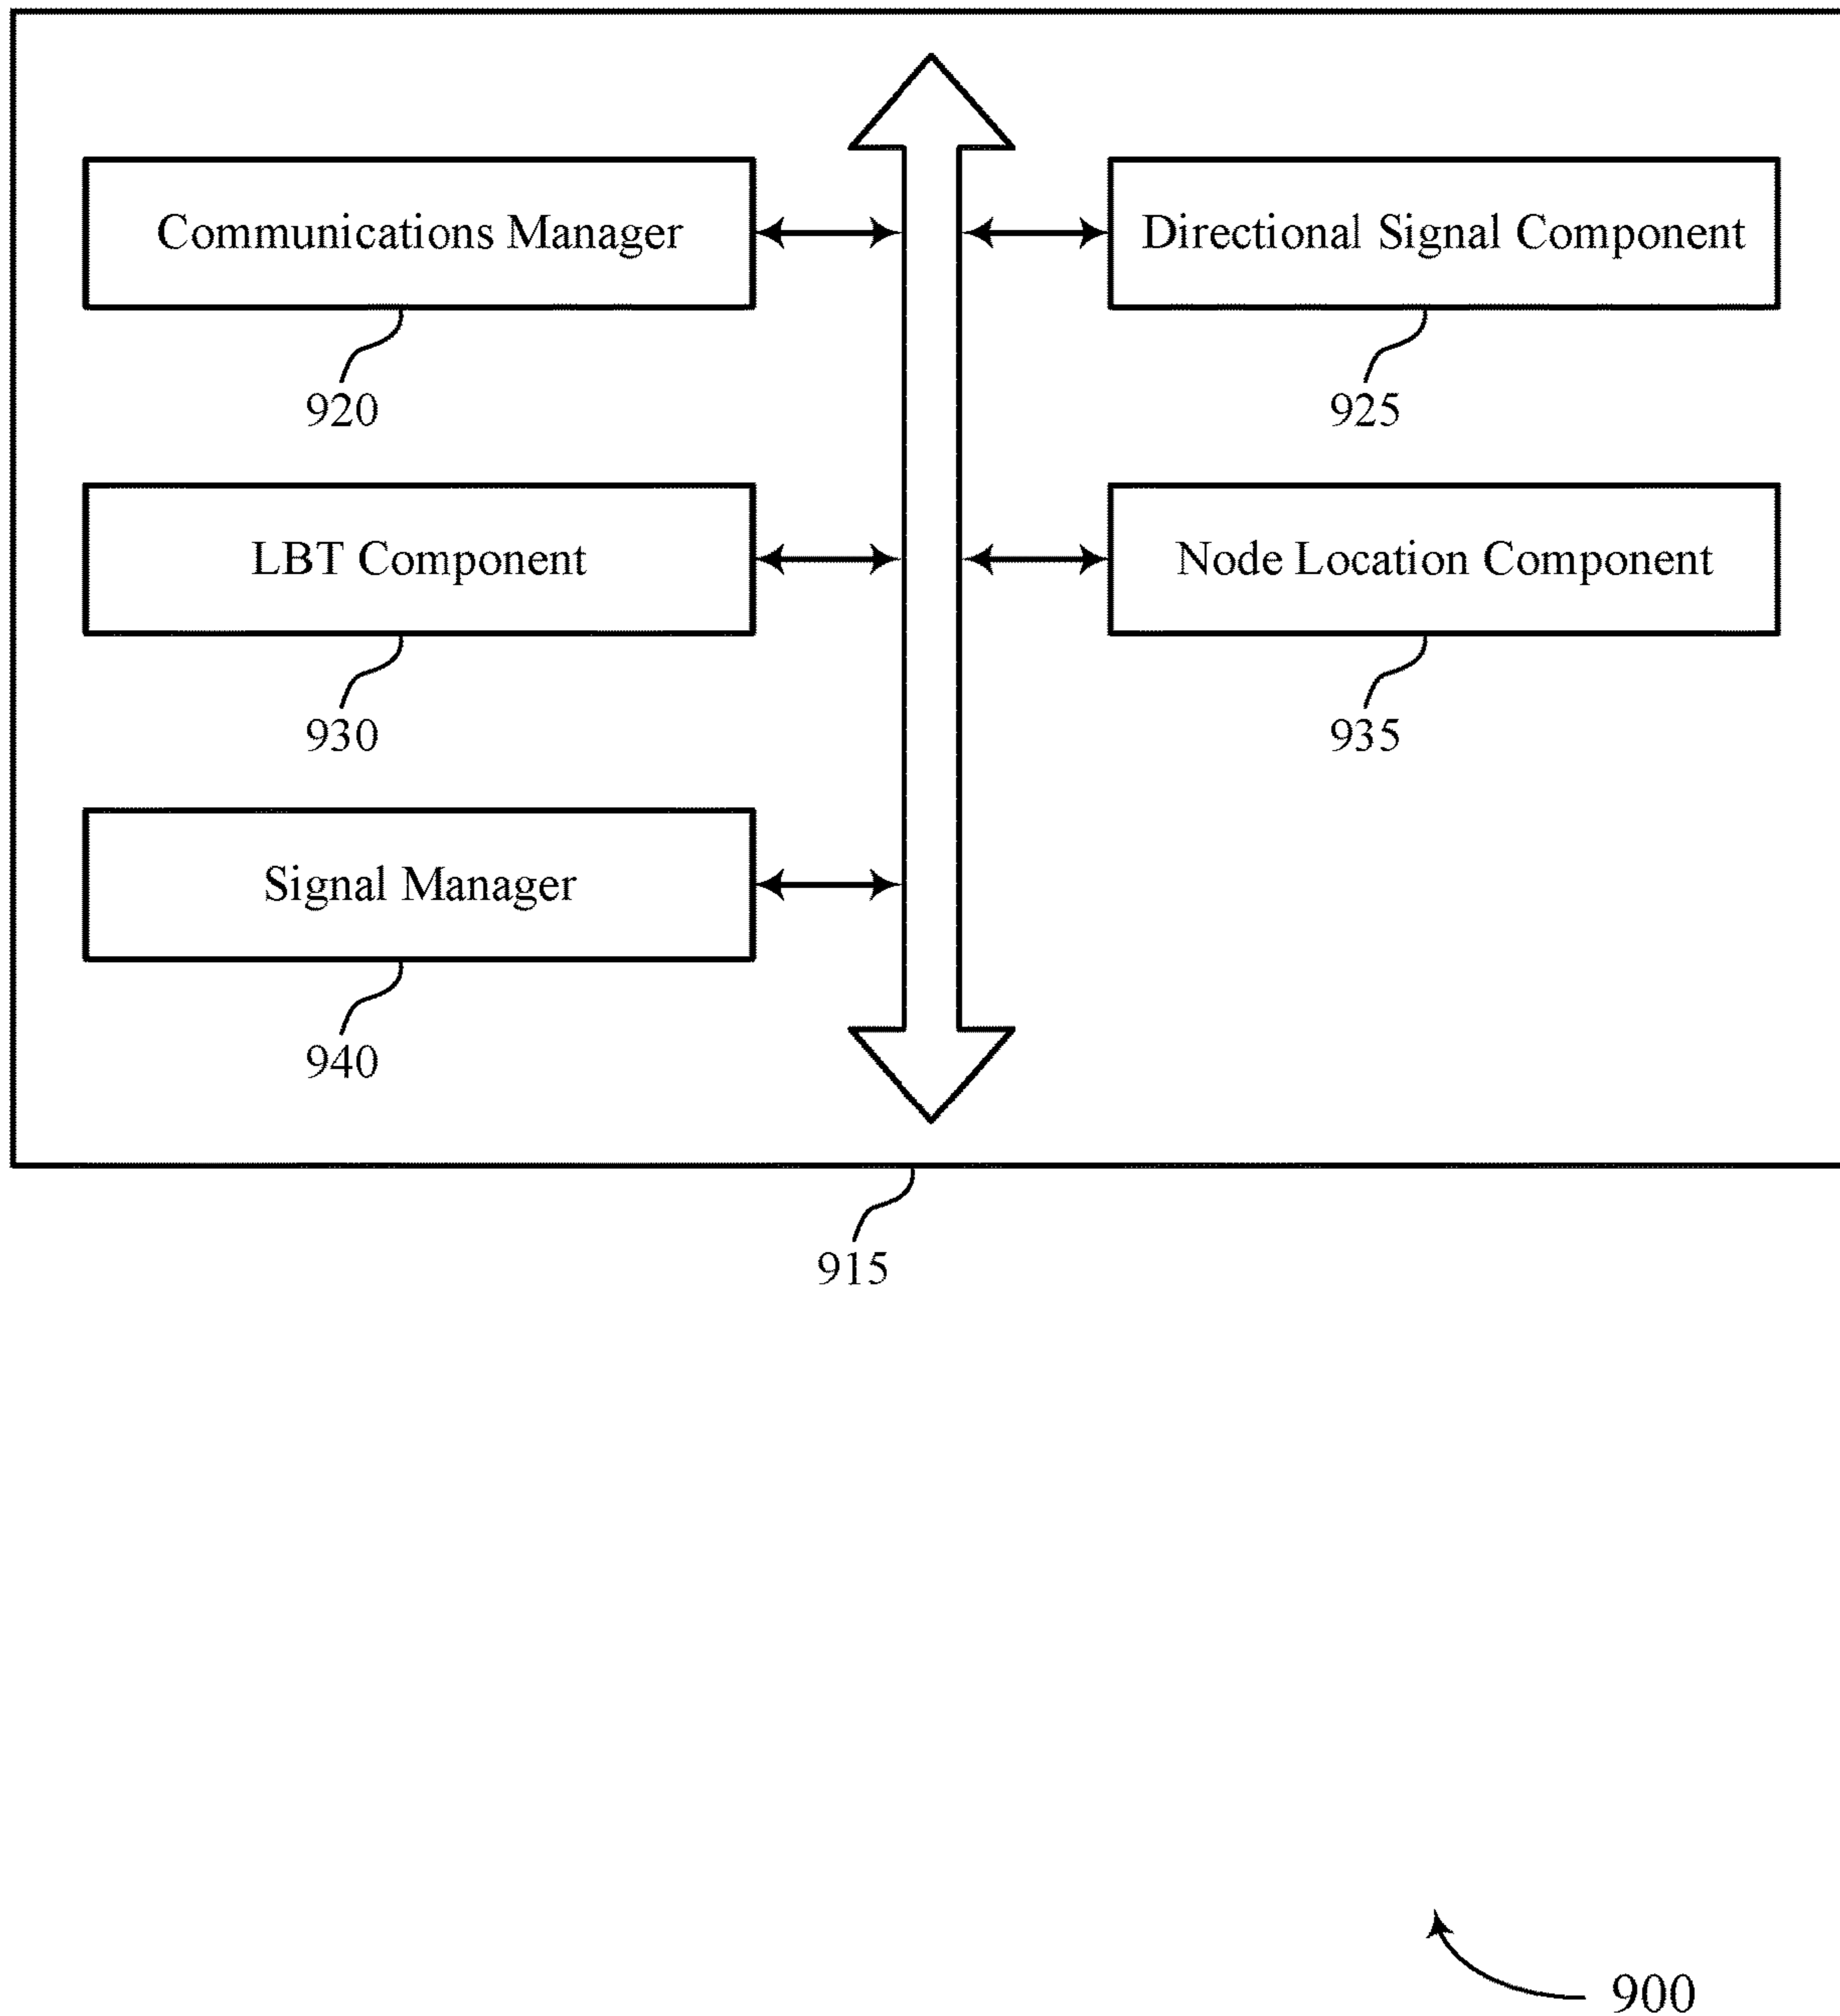 Communications Manager
Directional Signal Component
920
925
LBT Component
Node Location Component
930
935
Signal Manager
940
915
900